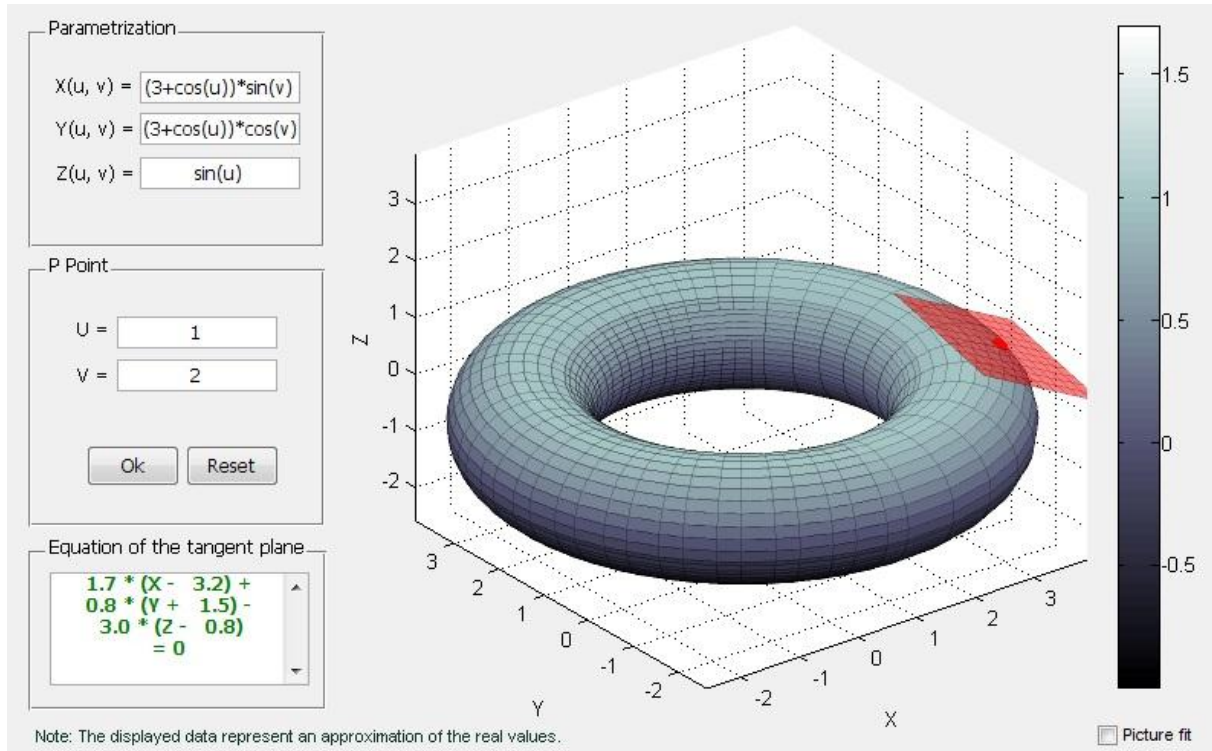 Parametrization
X(u, v) = (3+cos(u))*sin(v)
Y(u, v) = (3+cos(u))*cos(v)
Z(u, v) = sin(u)
P Point
U = 1
V = 2
Ok Reset
Equation of the tangent plane
1.7 * (X - 3.2) +
0.8 * (Y + 1.5) -
3.0 * (Z - 0.8)
= 0
Note: The displayed data represent an approximation of the real values.
Z
3
2
1
0
-1
-2
3
2
1
0
-1
-2
Y
-2
-1
0
1
2
3
X
1.5
1
0.5
0
-0.5
Picture fit